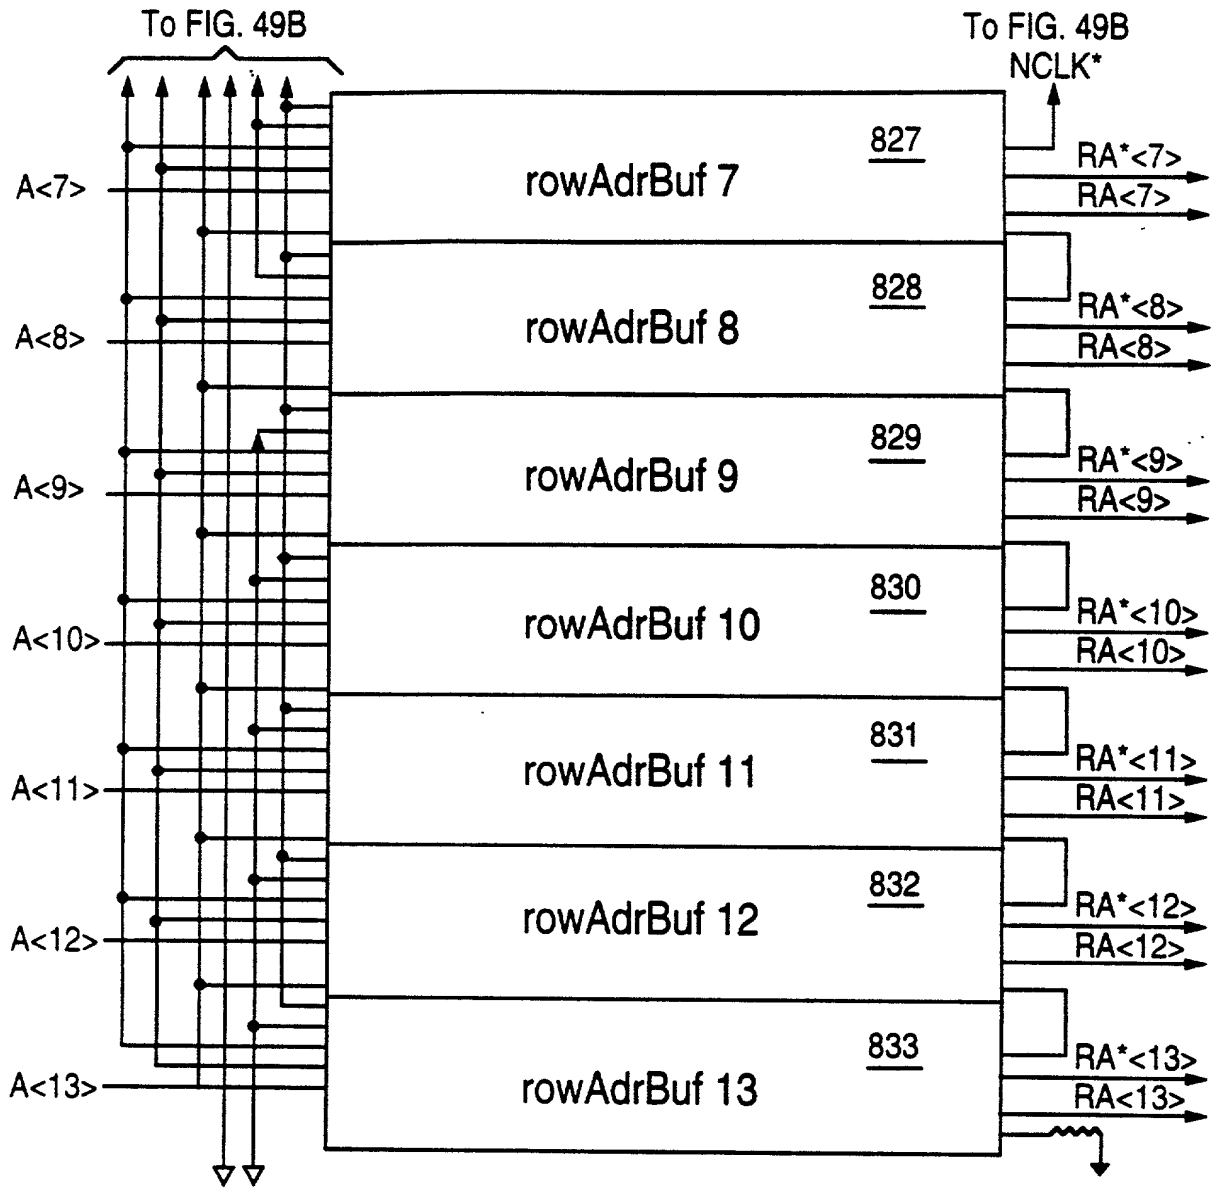 To FIG. 49B
To FIG. 49B
NCLK*
827
rowAdrBuf 7
A<7>
RA*<7>
RA<7>
828
rowAdrBuf 8
A<8>
RA*<8>
RA<8>
829
rowAdrBuf 9
A<9>
RA*<9>
RA<9>
830
rowAdrBuf 10
A<10>
RA*<10>
RA<10>
831
rowAdrBuf 11
A<11>
RA*<11>
RA<11>
832
rowAdrBuf 12
A<12>
RA*<12>
RA<12>
833
rowAdrBuf 13
A<13>
RA*<13>
RA<13>